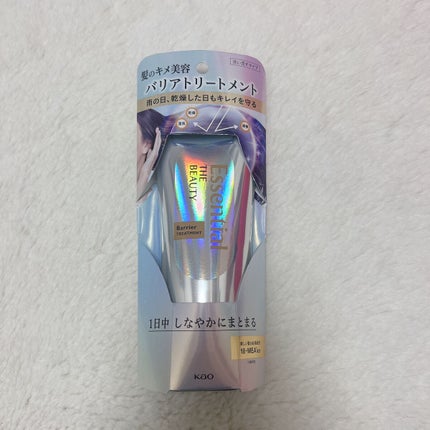 髪のキメ美容
バリアトリートメント
雨の日、乾燥した日もキレイを守る
Essential
THE
BEAUTY
Barrier
TREATMENT
1日中 しなやかにまとまる
18-MEA
Kao